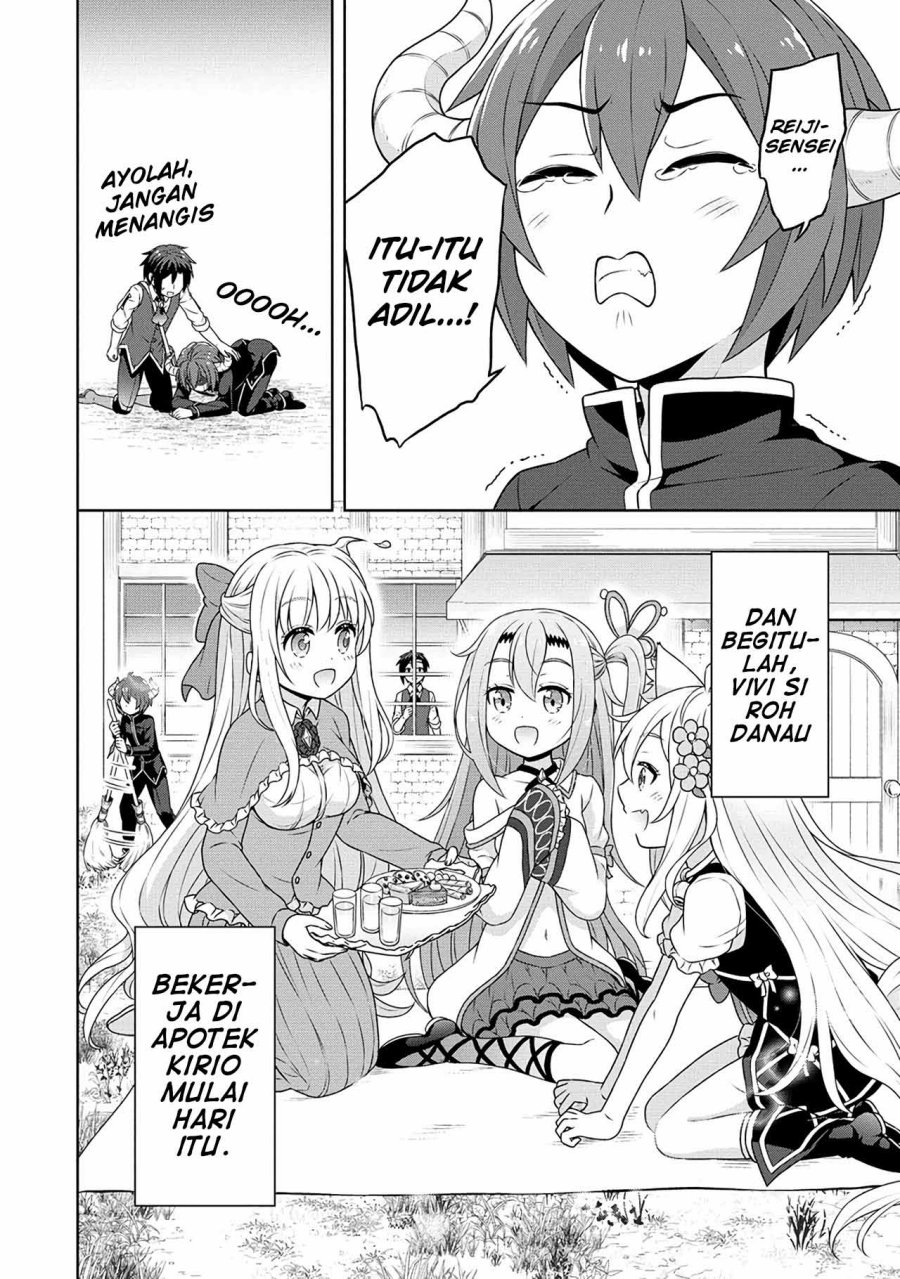 REIJI-
SENSEI
...
ITU-ITU
TIDAK
ADIL...!
AYOLAH,
JANGAN
MENANGIS
OOOOH...
DAN
BEGITU-
LAH,
VIVI SI
ROH
DANAU
BEKER-
JA DI
APOTEK
KIRIO
MULAI
HARI
ITU.